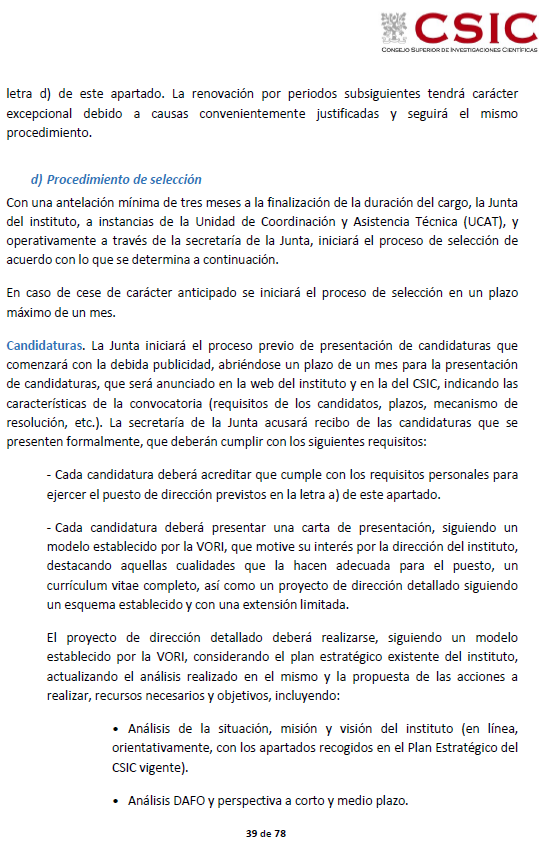 CSIC
CONSEJO SUPERIOR DE INVESTIGACIONES CIENTÍFICAS
letra d) de este apartado. La renovación por periodos subsiguientes tendrá carácter
excepcional debido a causas convenientemente justificadas y seguirá el mismo
procedimiento.
d) Procedimiento de selección
Con una antelación mínima de tres meses a la finalización de la duración del cargo, la Junta
del instituto, a instancias de la Unidad de Coordinación y Asistencia Técnica (UCAT), y
operativamente a través de la secretaría de la Junta, iniciará el proceso de selección de
acuerdo con lo que se determina a continuación.
En caso de cese de carácter anticipado se iniciará el proceso de selección en un plazo
máximo de un mes.
Candidaturas. La Junta iniciará el proceso previo de presentación de candidaturas que
comenzará con la debida publicidad, abriéndose un plazo de un mes para la presentación
de candidaturas, que será anunciado en la web del instituto y en la del CSIC, indicando las
características de la convocatoria (requisitos de los candidatos, plazos, mecanismo de
resolución, etc.). La secretaría de la Junta acusará recibo de las candidaturas que se
presenten formalmente, que deberán cumplir con los siguientes requisitos:
- Cada candidatura deberá acreditar que cumple con los requisitos personales para
ejercer el puesto de dirección previstos en la letra a) de este apartado.
- Cada candidatura deberá presentar una carta de presentación, siguiendo un
modelo establecido por la VORI, que motive su interés por la dirección del instituto,
destacando aquellas cualidades que la hacen adecuada para el puesto, un
currículum vitae completo, así como un proyecto de dirección detallado siguiendo
un esquema establecido y con una extensión limitada.
El proyecto de dirección detallado deberá realizarse, siguiendo un modelo
establecido por la VORI, considerando el plan estratégico existente del instituto,
actualizando el análisis realizado en el mismo y la propuesta de las acciones a
realizar, recursos necesarios y objetivos, incluyendo:
• Análisis de la situación, misión y visión del instituto (en línea,
orientativamente, con los apartados recogidos en el Plan Estratégico del
CSIC vigente).
• Análisis DAFO y perspectiva a corto y medio plazo.
39 de 78